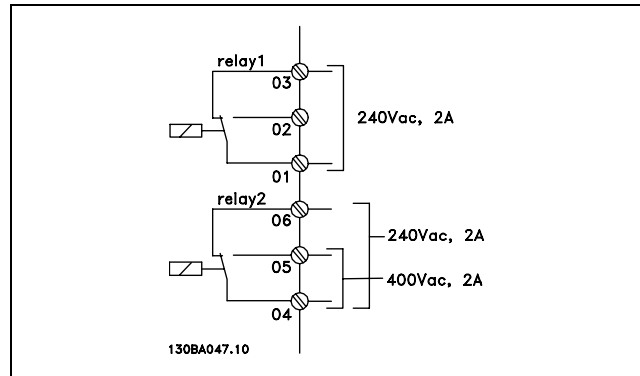 relay1
03
02
240Vac, 2A
01
relay2
06
240Vac, 2A
05
400Vac, 2A
04
130BA047.10